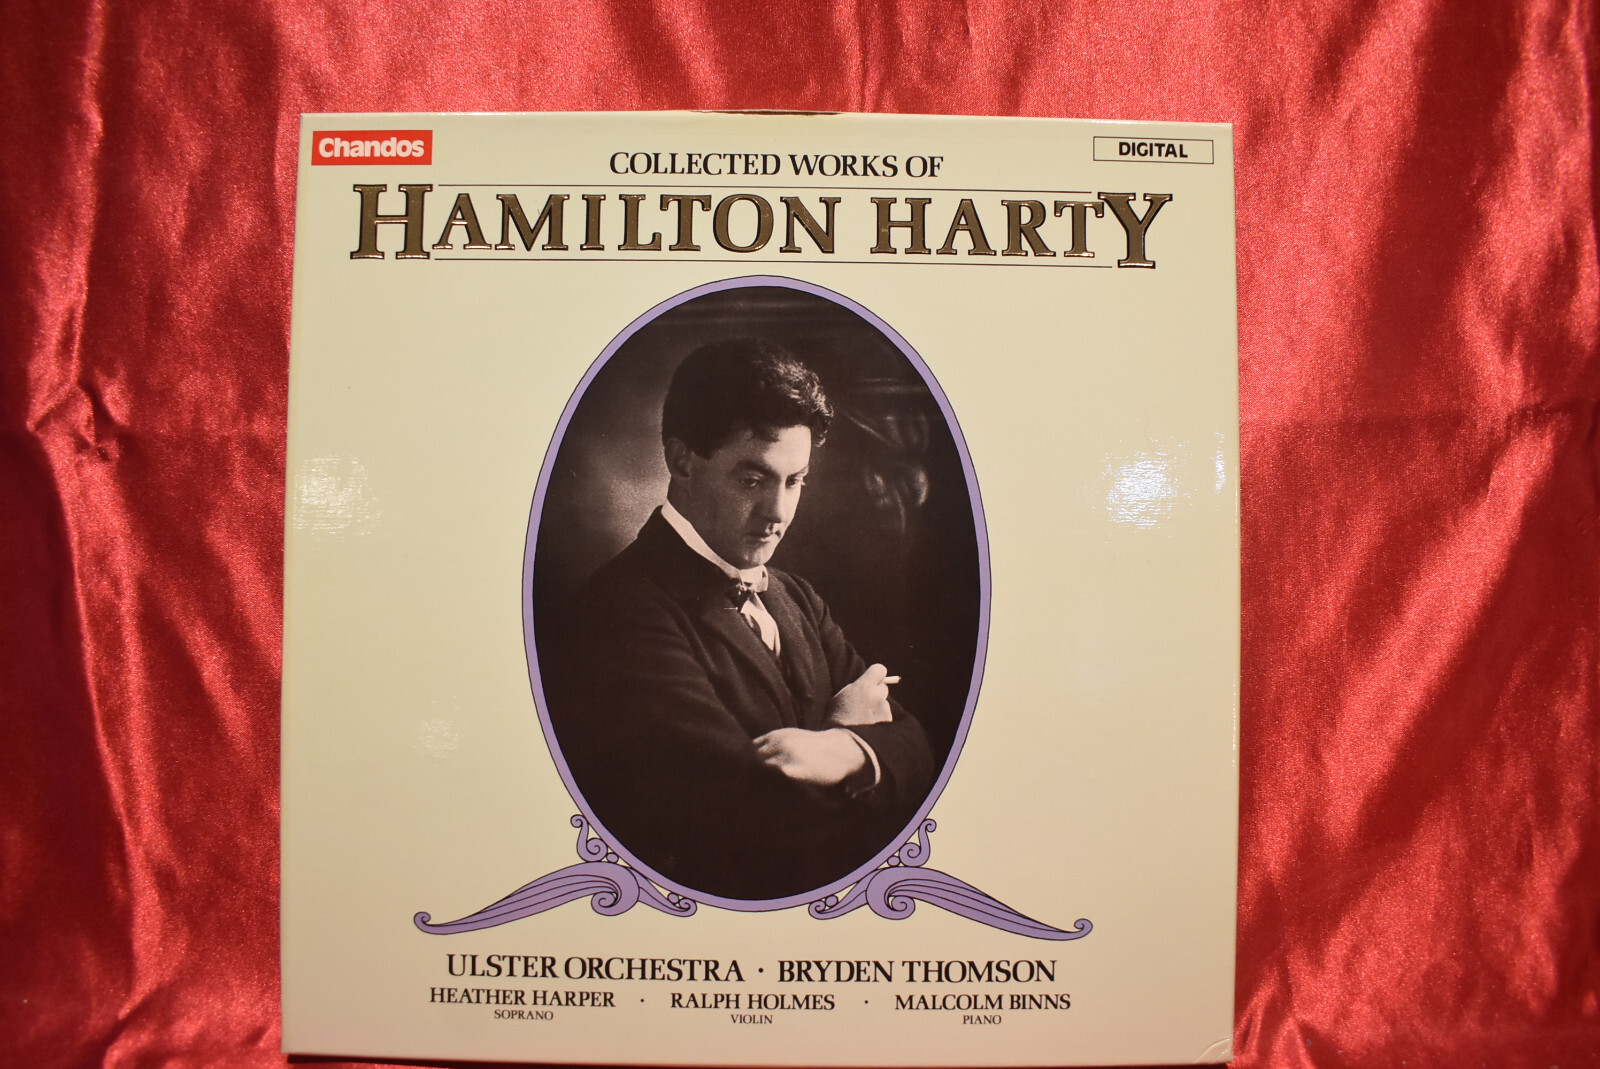 Chandos
DIGITAL
COLLECTED WORKS OF
HAMILTON HARTY
ULSTER ORCHESTRA · BRYDEN THOMSON
HEATHER HARPER · RALPH HOLMES · MALCOLM BINNS
SOPRANO VIOLIN PIANO